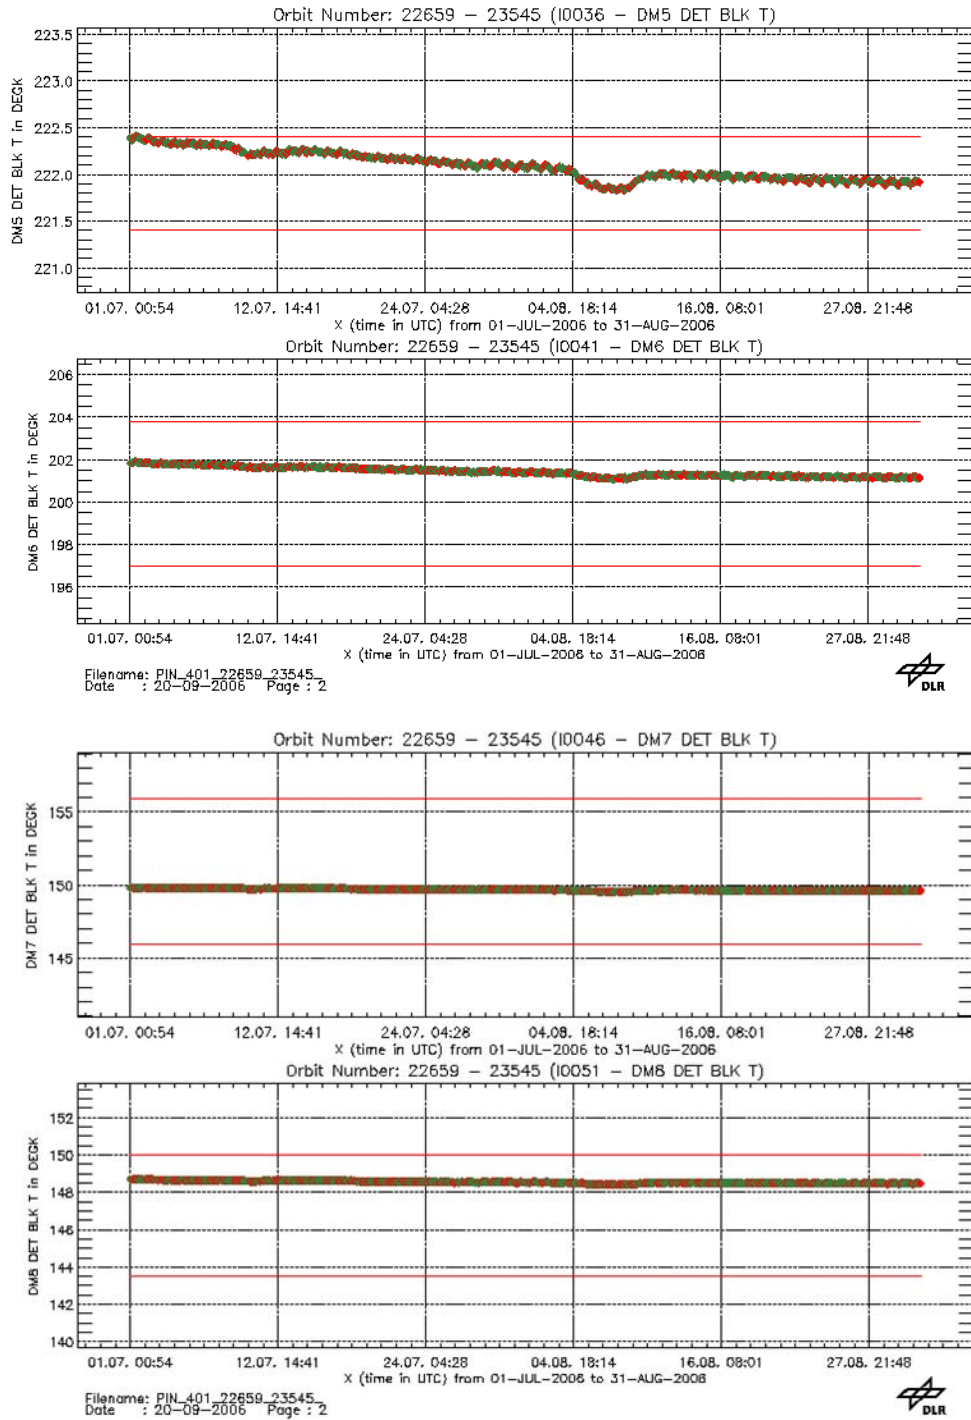 Orbit Number: 22659 – 23545 (I0036 – DM5 DET BLK T)
223.5
223.0
222.5
222.0
221.5
221.0
DM5 DET BLK T in DEGK
01.07. 00:54 12.07. 14:41 24.07. 04:28 04.08. 18:14 16.08. 08:01 27.08. 21:48
X (time in UTC) from 01–JUL–2006 to 31–AUG–2006
Orbit Number: 22659 – 23545 (I0041 – DM6 DET BLK T)
206
204
202
200
198
196
DM6 DET BLK T in DEGK
01.07. 00:54 12.07. 14:41 24.07. 04:28 04.08. 18:14 16.08. 08:01 27.08. 21:48
X (time in UTC) from 01–JUL–2006 to 31–AUG–2006
Filename: PIN_401_22659_23545_
Date : 20–09–2006 Page : 2
DLR
Orbit Number: 22659 – 23545 (I0046 – DM7 DET BLK T)
155
150
145
DM7 DET BLK T in DEGK
01.07. 00:54 12.07. 14:41 24.07. 04:28 04.08. 18:14 16.08. 08:01 27.08. 21:48
X (time in UTC) from 01–JUL–2006 to 31–AUG–2006
Orbit Number: 22659 – 23545 (I0051 – DM8 DET BLK T)
152
150
148
146
144
142
140
DM8 DET BLK T in DEGK
01.07. 00:54 12.07. 14:41 24.07. 04:28 04.08. 18:14 16.08. 08:01 27.08. 21:48
X (time in UTC) from 01–JUL–2006 to 31–AUG–2006
Filename: PIN_401_22659_23545_
Date : 20–09–2006 Page : 2
DLR